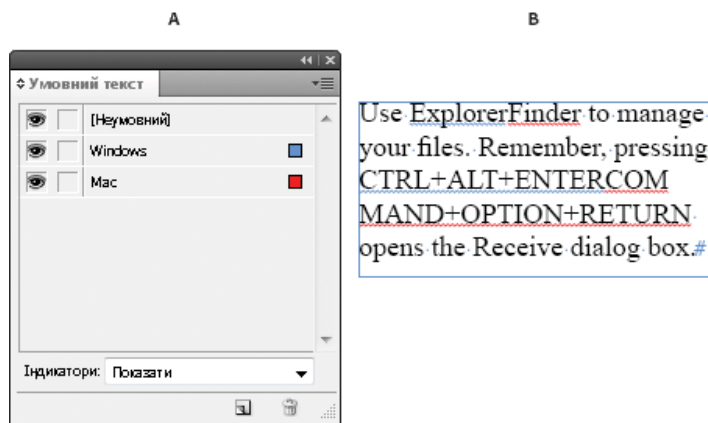 A
B
Умовний текст
[Неумовний]
Windows
Mac
Індикатори: Показати
Use ExplorerFinder to manage
your files. Remember, pressing
CTRL+ALT+ENTERCOM
MAND+OPTION+RETURN
opens the Receive dialog box.#